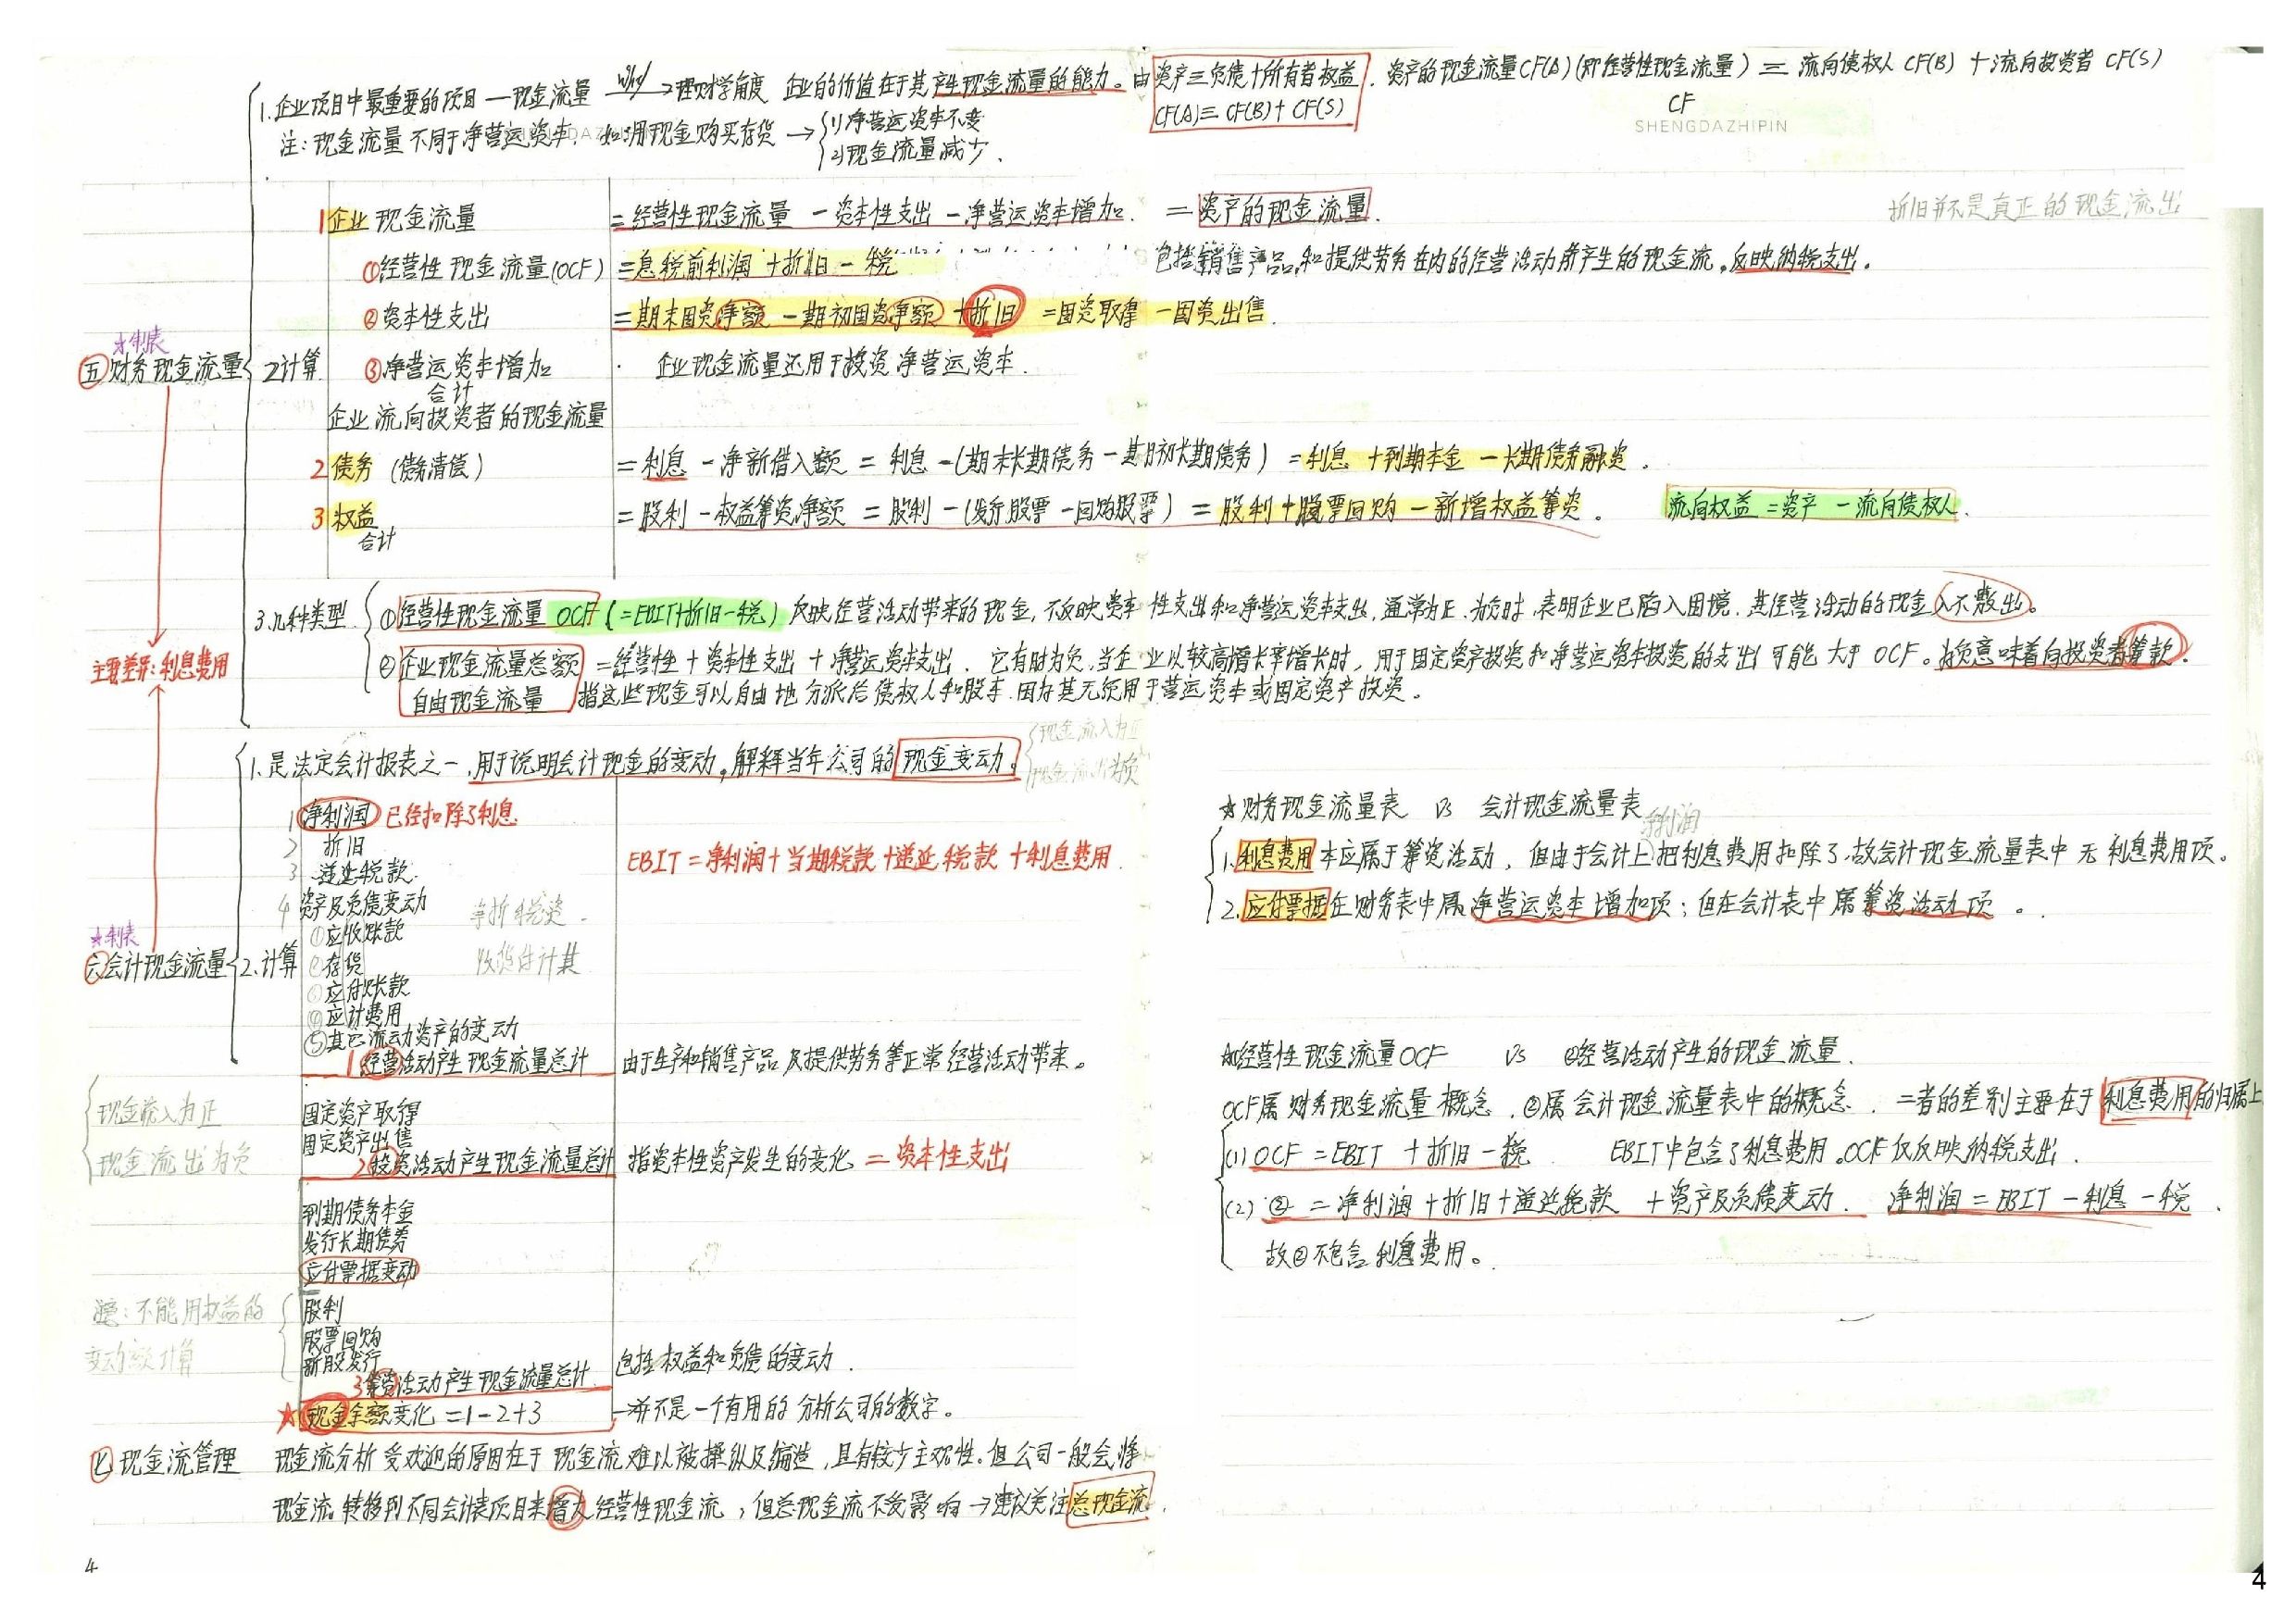 1.企业项目中最重要的项目—现金流量 why→理财学角度 企业的价值在于其产生现金流量的能力。由资产≡负债+所有者权益. 资产的现金流量CF(A)(即经营性现金流量)≡ 流向债权人 CF(B) + 流向投资者 CF(S)
CF(A)≡CF(B)+CF(S)
CF
SHENGDAZHIPIN
注:现金流量不同于净营运资本. 如:用现金购买存货 → (1)净营运资本不变
(2)现金流量减少.
折旧并不是真正的现金流出
★制表
五 财务现金流量
2计算
1企业现金流量 =经营性现金流量 -资本性支出 -净营运资本增加. =资产的现金流量.
①经营性现金流量(OCF) =息税前利润 +折旧 -税 包括销售产品和提供劳务在内的经营活动所产生的现金流。反映纳税支出.
②资本性支出 =期末固资净额 -期初固资净额 +折旧 =固资取得 -固资出售.
③净营运资本增加 企业现金流量还用于投资净营运资本.
合计
企业流向投资者的现金流量
2债务 (债务清偿) =利息 -净新借入额 = 利息 -(期末长期债务 -期初长期债务) =利息 +到期本金 -长期债务融资.
3权益 =股利 -权益筹资净额 =股利 -(发行股票 -回购股票) = 股利+股票回购 -新增权益筹资. 流向权益 =资产 -流向债权人.
合计
3.几种类型 ①经营性现金流量 OCF (=EBIT+折旧-税) 反映经营活动带来的现金,不反映资本性支出和净营运资本支出.通常为正.为负时,表明企业已陷入困境.其经营活动的现金入不敷出。
②企业现金流量总额 =经营性+资本性支出 +净营运资本支出. 它有时为负.当企业以较高增长率增长时,用于固定资产投资和净营运资本投资的支出可能大于 OCF。为负意味着向投资者筹款.
自由现金流量 指这些现金可以自由地分派给债权人和股东.因为其无须用于营运资本或固定资产投资。
主要差异:利息费用
★制表
六 会计现金流量
1.是法定会计报表之一,用于说明会计现金的变动。解释当年公司的现金变动。
现金流入为正
现金流出为负
2.计算
1净利润 已经扣除了利息.
2 折旧
3 递延税款.
EBIT =净利润+当期税款+递延税款 +利息费用.
4 资产及负债变动 净折税资.
①应收账款
②存货
③应付账款
④应计费用
⑤其它流动资产的变动
1经营活动产生现金流量总计 由于生产和销售产品及提供劳务等正常经营活动带来。
现金流入为正
现金流出为负
固定资产取得
固定资产出售
2投资活动产生现金流量总计 指资本性资产发生的变化 = 资本性支出
到期债务本金
发行长期债券
应付票据变动
注意:不能用权益的
变动额计算
股利
股票回购
新股发行
3筹资活动产生现金流量总计. 包括权益和负债的变动.
★现金余额变化 =1-2+3 →并不是一个有用的分析公司的数字。
七 现金流管理 现金流分析受欢迎的原因在于现金流难以被操纵及编造,具有较少主观性。但公司一般会将
现金流转移到不同会计表项目来增大经营性现金流;但总现金流不受影响→建议关注总现金流.
☆财务现金流量表 VS 会计现金流量表
净利润
1.利息费用本应属于筹资活动, 但由于会计上把利息费用扣除了.故会计现金流量表中无利息费用项。
2.应付票据在财务表中属净营运资本增加项;但在会计表中属筹资活动项。
☆①经营性现金流量OCF VS ②经营活动产生的现金流量.
OCF属财务现金流量概念.②属会计现金流量表中的概念. 二者的差别主要在于利息费用的归属上
(1)OCF =EBIT +折旧-税 EBIT中包含了利息费用。OCF仅反映纳税支出.
(2) ② =净利润+折旧+递延税款 +资产及负债变动. 净利润=EBIT-利息-税.
故②不包含利息费用。
4
4